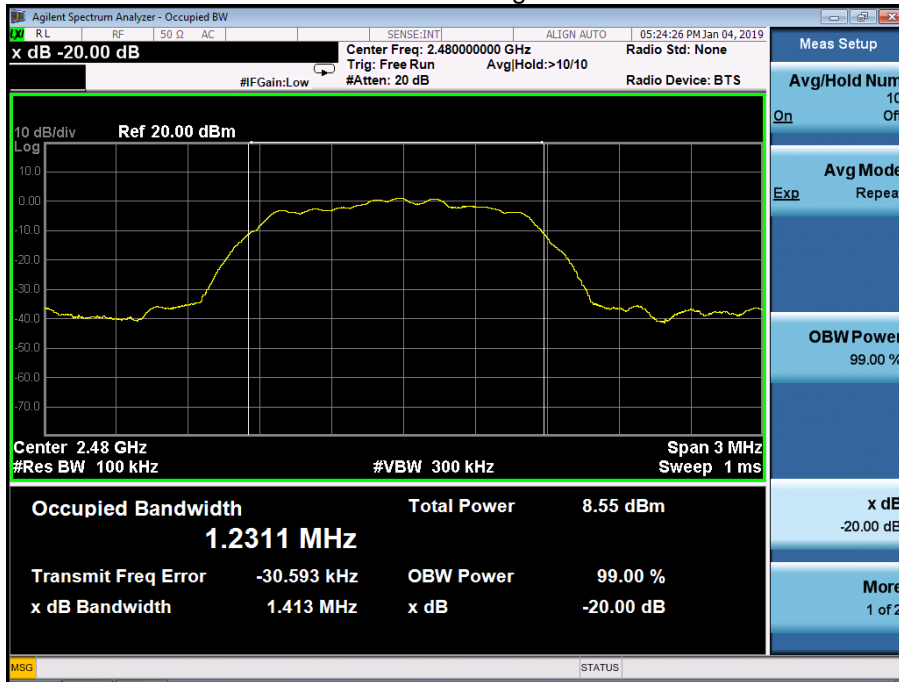 Agilent Spectrum Analyzer - Occupied BW
LXI RL RF 50 Ω AC SENSE:INT ALIGN AUTO 05:24:26 PM Jan 04, 2019
x dB -20.00 dB
Center Freq: 2.480000000 GHz Radio Std: None
Trig: Free Run Avg|Hold:>10/10
#IFGain:Low #Atten: 20 dB Radio Device: BTS
10 dB/div Ref 20.00 dBm
Log
10.0
0.00
-10.0
-20.0
-30.0
-40.0
-50.0
-60.0
-70.0
Center 2.48 GHz Span 3 MHz
#Res BW 100 kHz #VBW 300 kHz Sweep 1 ms
Occupied Bandwidth Total Power 8.55 dBm
1.2311 MHz
Transmit Freq Error -30.593 kHz OBW Power 99.00 %
x dB Bandwidth 1.413 MHz x dB -20.00 dB
MSG STATUS
Meas Setup
Avg/Hold Num
10
On Of
Avg Mode
Exp Repea
OBW Power
99.00 %
x dB
-20.00 dB
More
1 of 2